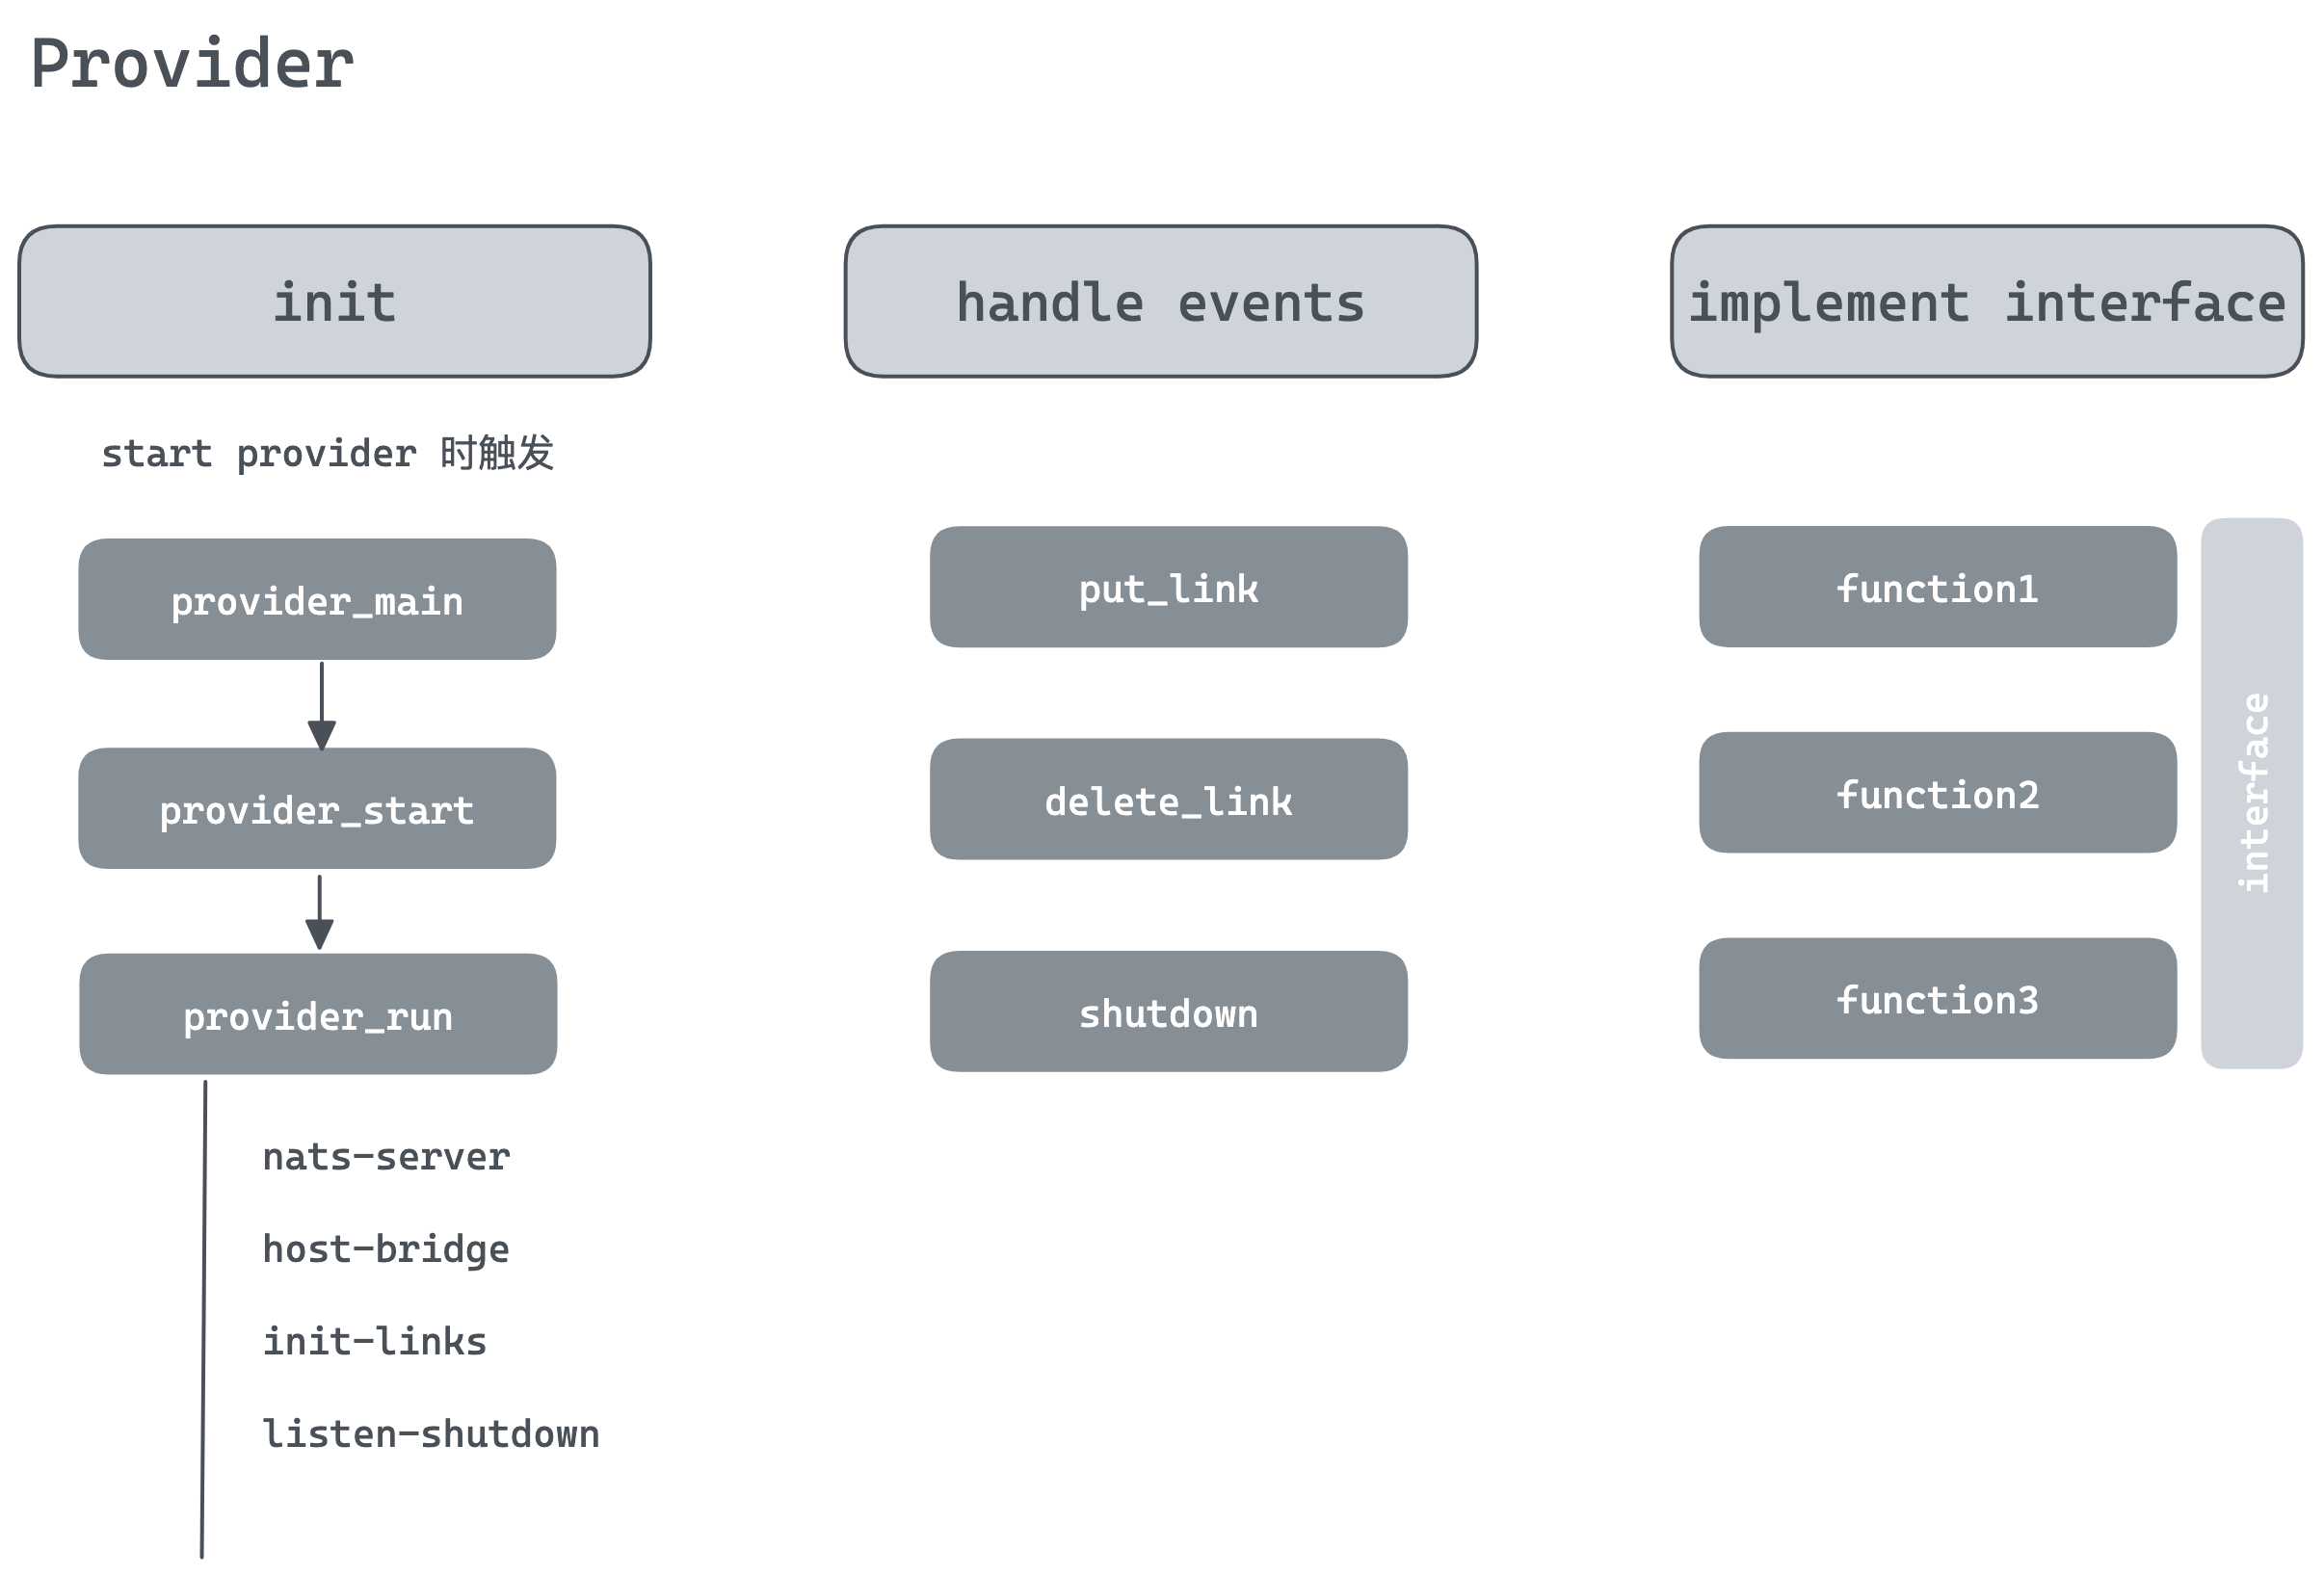 Provider
init
handle events
implement interface
start provider 时触发
provider_main
provider_start
provider_run
nats-server
host-bridge
init-links
listen-shutdown
put_link
delete_link
shutdown
function1
function2
function3
interface